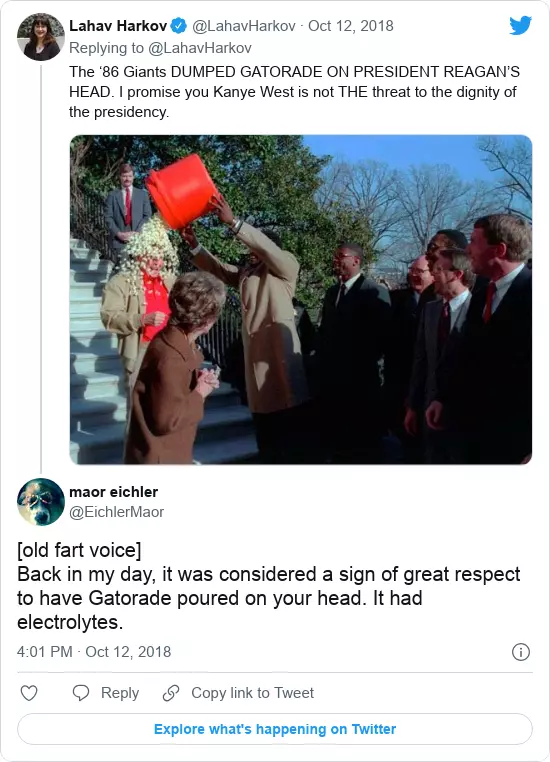 Lahav Harkov @LahavHarkov · Oct 12, 2018
Replying to @LahavHarkov
The ‘86 Giants DUMPED GATORADE ON PRESIDENT REAGAN’S
HEAD. I promise you Kanye West is not THE threat to the dignity of
the presidency.
maor eichler
@EichlerMaor
[old fart voice]
Back in my day, it was considered a sign of great respect
to have Gatorade poured on your head. It had
electrolytes.
4:01 PM · Oct 12, 2018
Reply Copy link to Tweet
Explore what's happening on Twitter